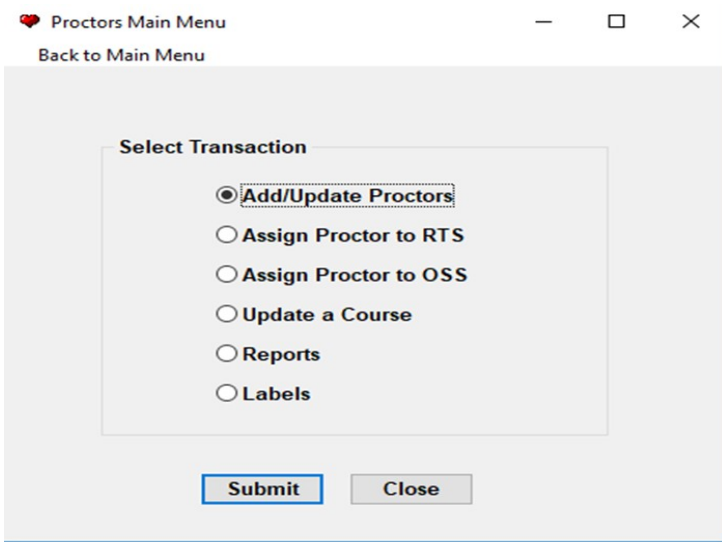 Proctors Main Menu
Back to Main Menu
Select Transaction
Add/Update Proctors
Assign Proctor to RTS
Assign Proctor to OSS
Update a Course
Reports
Labels
Submit Close